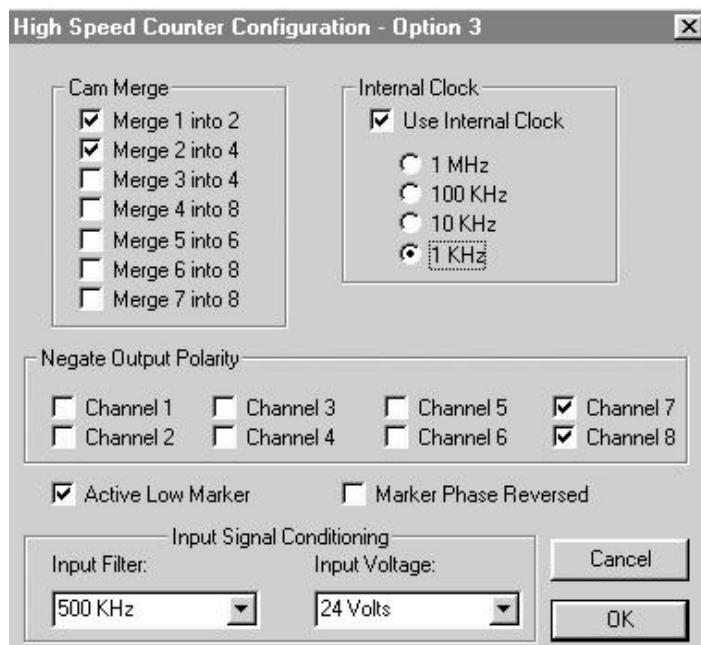 High Speed Counter Configuration - Option 3
Cam Merge
Merge 1 into 2
Merge 2 into 4
Merge 3 into 4
Merge 4 into 8
Merge 5 into 6
Merge 6 into 8
Merge 7 into 8
Internal Clock
Use Internal Clock
1 MHz
100 KHz
10 KHz
1 KHz
Negate Output Polarity
Channel 1 Channel 3 Channel 5 Channel 7
Channel 2 Channel 4 Channel 6 Channel 8
Active Low Marker Marker Phase Reversed
Input Signal Conditioning
Input Filter: Input Voltage:
500 KHz 24 Volts
Cancel
OK